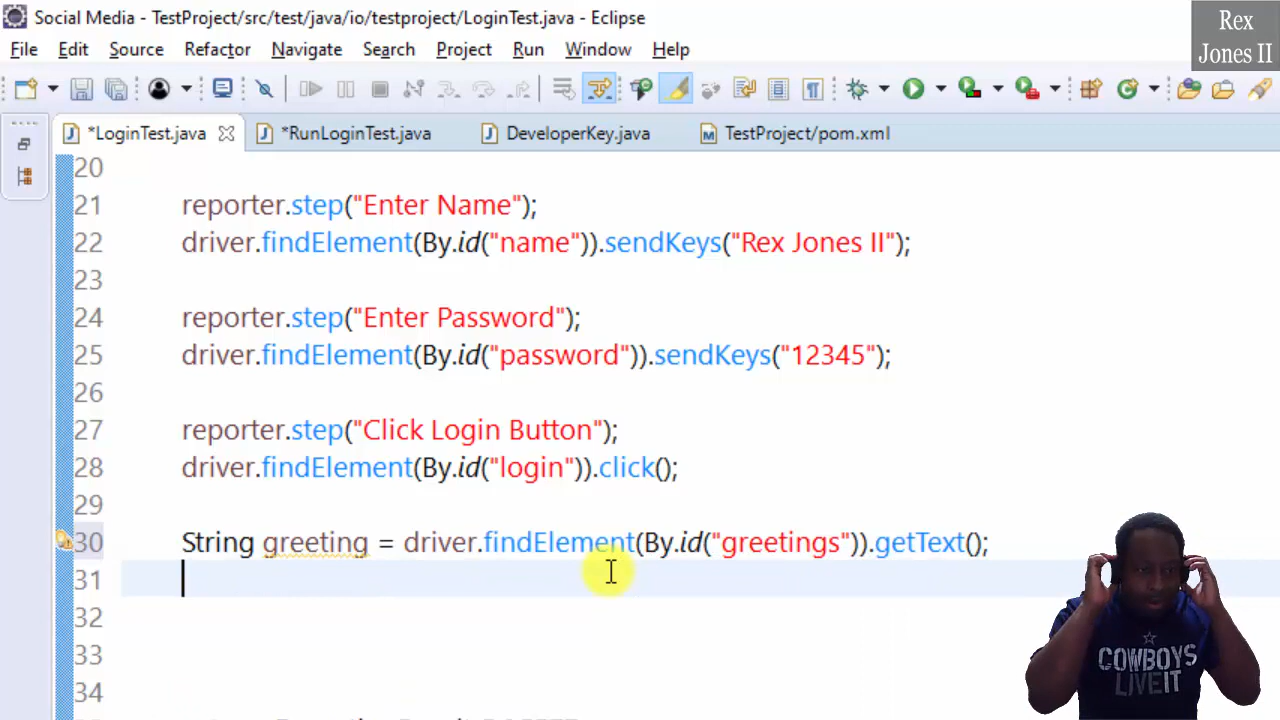 Social Media - TestProject/src/test/java/io/testproject/LoginTest.java - Eclipse
Rex
Jones II
File Edit Source Refactor Navigate Search Run Project Window Help
*LoginTest.java *RunLoginTest.java DeveloperKey.java TestProject/pom.xml
20
21 reporter.step("Enter Name");
22 driver.findElement(By.id("name")).sendKeys("Rex Jones II");
23
24 reporter.step("Enter Password");
25 driver.findElement(By.id("password")).sendKeys("12345");
26
27 reporter.step("Click Login Button");
28 driver.findElement(By.id("login")).click();
29
30 String greeting = driver.findElement(By.id("greetings")).getText();
31
32
33
34
COWBOYS
LIVEIT